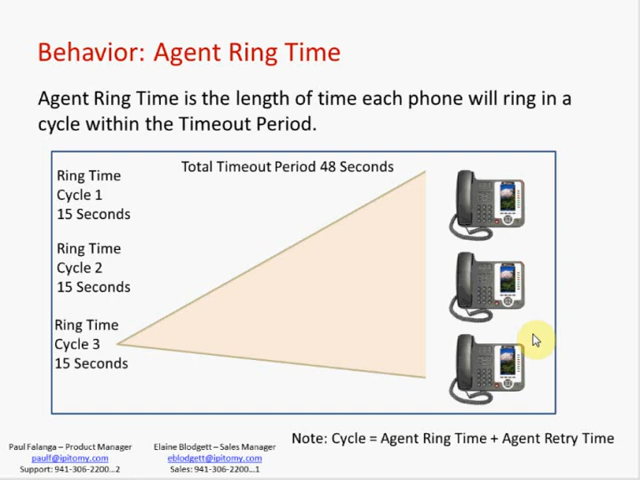 Behavior: Agent Ring Time
Agent Ring Time is the length of time each phone will ring in a
cycle within the Timeout Period.
Total Timeout Period 48 Seconds
Ring Time
Cycle 1
15 Seconds
Ring Time
Cycle 2
15 Seconds
Ring Time
Cycle 3
15 Seconds
Note: Cycle = Agent Ring Time + Agent Retry Time
Paul Falanga – Product Manager
paulf@ipitomy.com
Support: 941-306-2200...2
Elaine Blodgett – Sales Manager
eblodgett@ipitomy.com
Sales: 941-306-2200...1